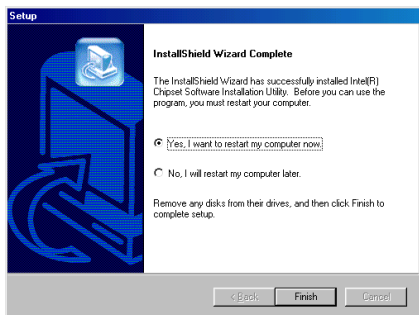 Setup
InstallShield Wizard Complete
The InstallShield Wizard has successfully installed Intel(R)
Chipset Software Installation Utility. Before you can use the
program, you must restart your computer.
Yes, I want to restart my computer now.
No, I will restart my computer later.
Remove any disks from their drives, and then click Finish to
complete setup.
< Back Finish Cancel